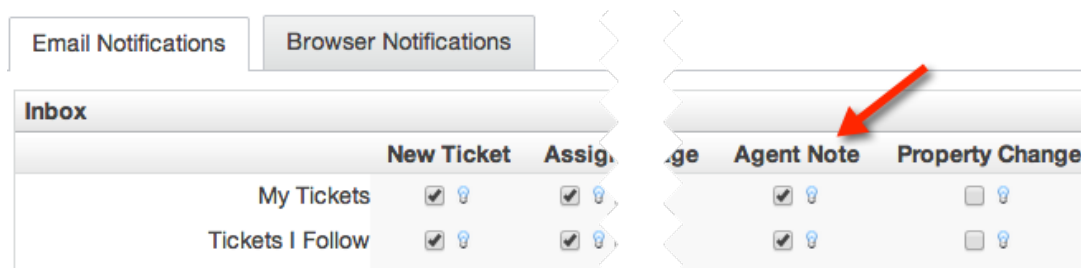 Email Notifications Browser Notifications
Inbox
New Ticket Agent Note Property Change
My Tickets
Tickets I Follow